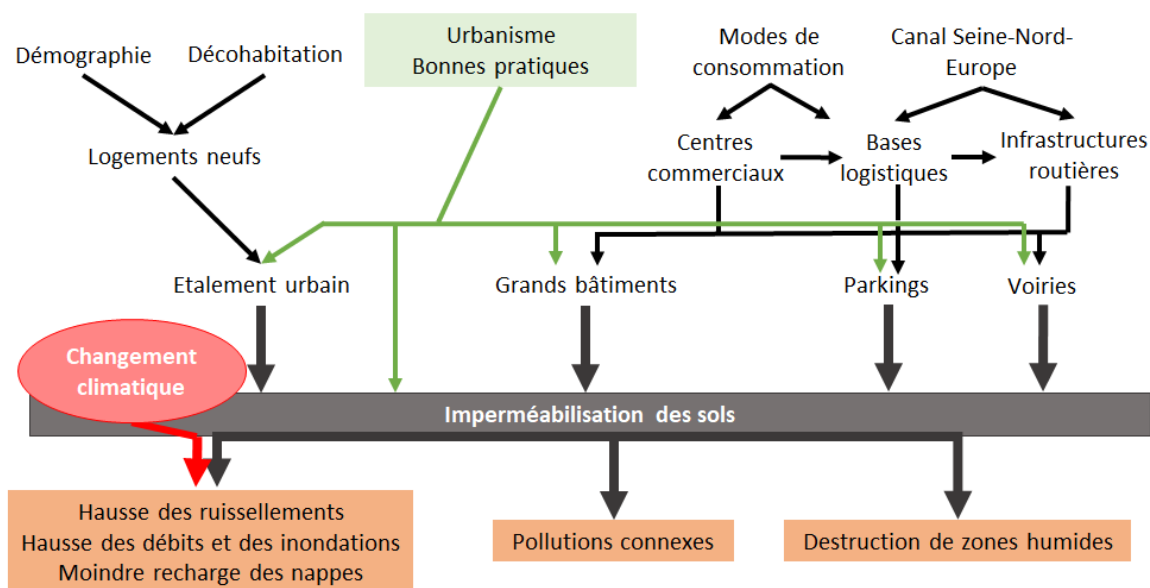 Démographie
Décohabitation
Urbanisme
Bonnes pratiques
Modes de
consommation
Canal Seine-Nord-
Europe
Logements neufs
Centres
commerciaux
Bases
logistiques
Infrastructures
routières
Etalement urbain
Grands bâtiments
Parkings
Voiries
Changement
climatique
Imperméabilisation des sols
Hausse des ruissellements
Hausse des débits et des inondations
Moindre recharge des nappes
Pollutions connexes
Destruction de zones humides